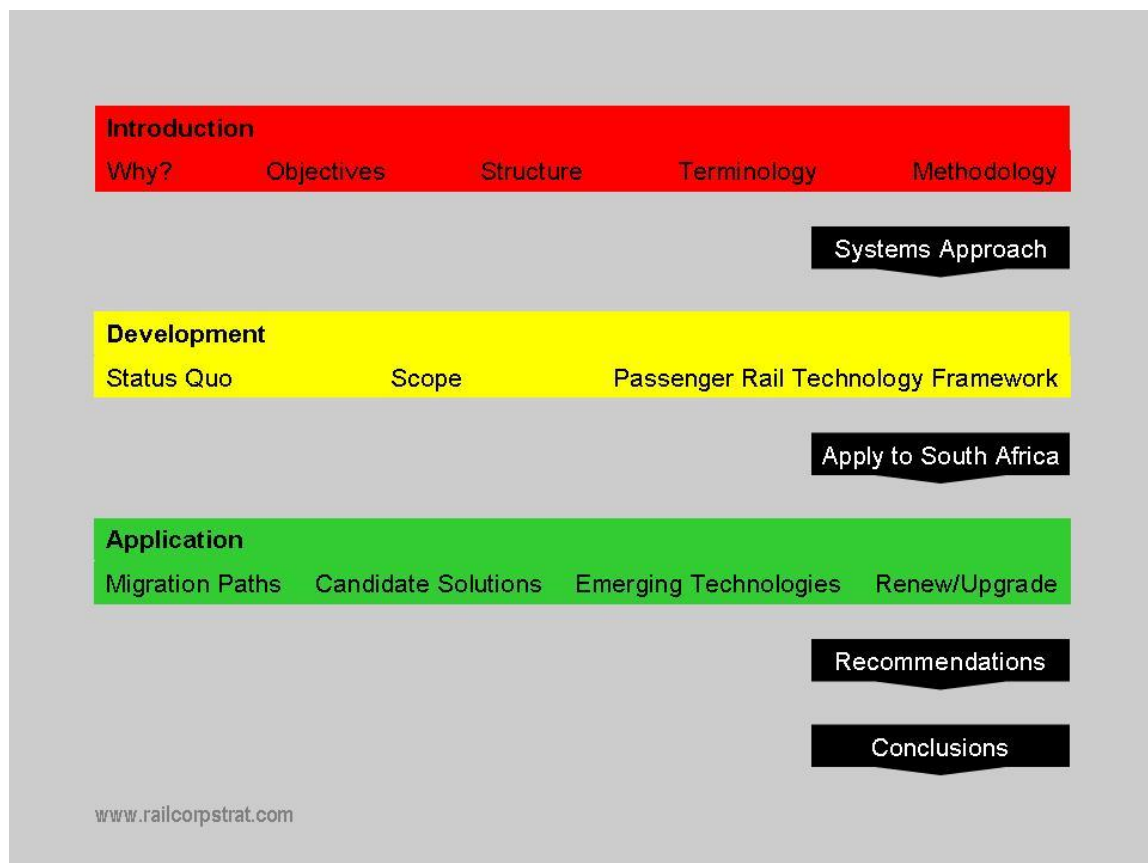 Introduction
Why? Objectives Structure Terminology Methodology
Systems Approach
Development
Status Quo Scope Passenger Rail Technology Framework
Apply to South Africa
Application
Migration Paths Candidate Solutions Emerging Technologies Renew/Upgrade
Recommendations
Conclusions
www.railcorpstrat.com